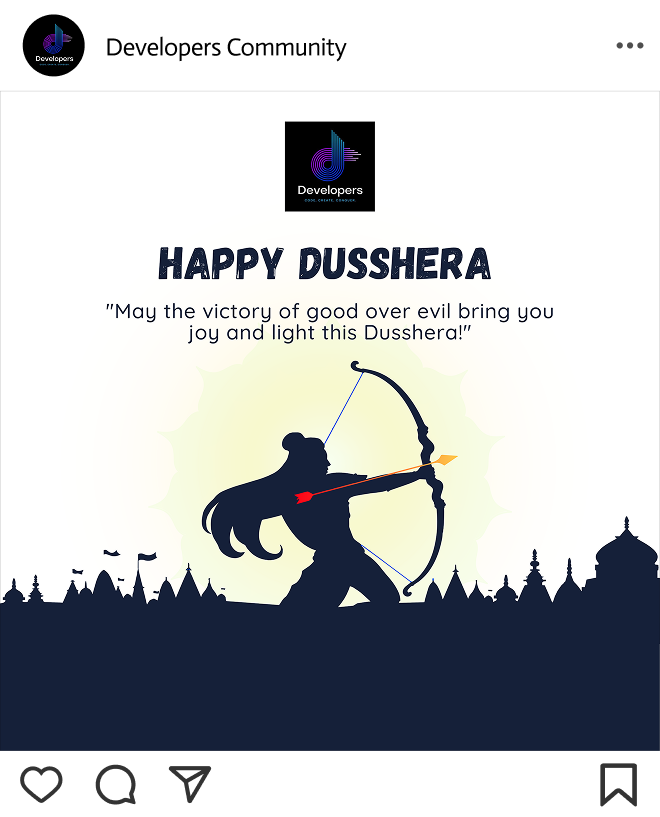 Developers
Developers Community
Developers
CODE. CREATE. CONQUER.
HAPPY DUSSHERA
"May the victory of good over evil bring you
joy and light this Dusshera!"